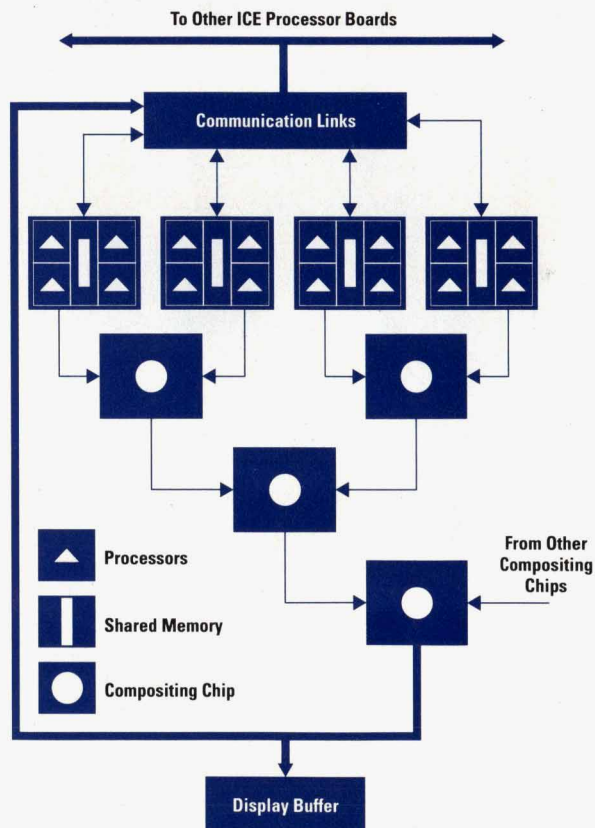 To Other ICE Processor Boards
Communication Links
From Other
Compositing
Chips
Processors
Shared Memory
Compositing Chip
Display Buffer